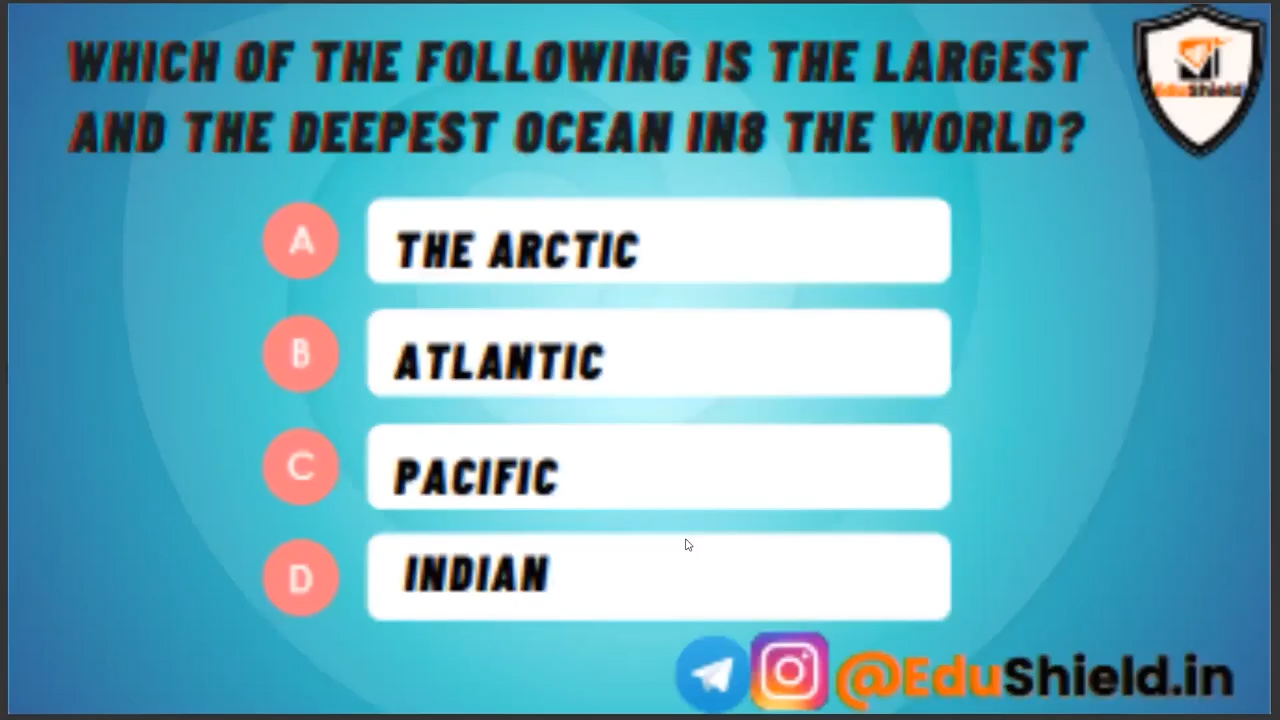 WHICH OF THE FOLLOWING IS THE LARGEST
AND THE DEEPEST OCEAN IN8 THE WORLD?
EduShield
A
THE ARCTIC
B
ATLANTIC
C
PACIFIC
D
INDIAN
@EduShield.in